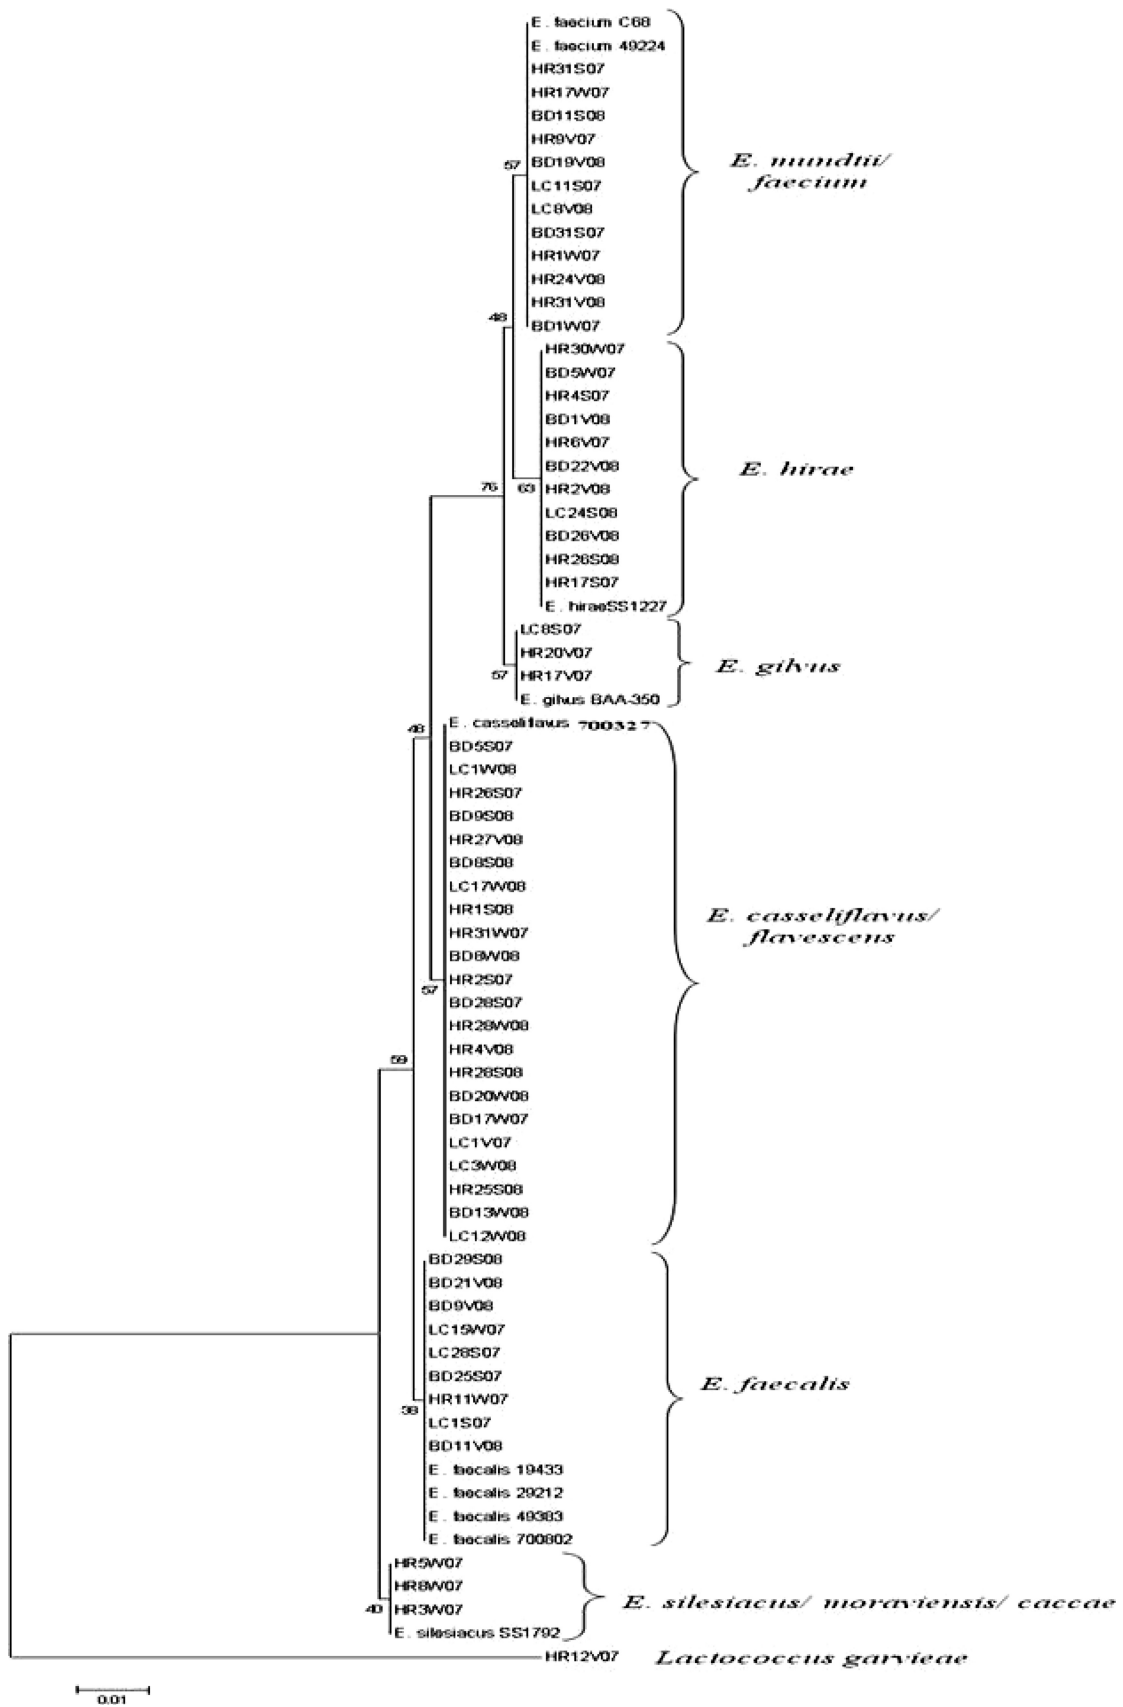 E. faecium C68
E. faecium 49224
HR31S07
HR17W07
BD11S08
HR9V07
BD19V08
LC11S07
LC8V08
BD31S07
HR1W07
HR24V08
HR31V08
BD1W07
57
E. mundtii/
faecium
48
HR30W07
BD5W07
HR4S07
BD1V08
HR6V07
BD22V08
HR2V08
LC24S08
BD26V08
HR26S08
HR17S07
E. hiraeSS1227
76
63
E. hirae
LC8S07
HR20V07
HR17V07
E. gilvus BAA-350
57
E. gilvus
48
E. casseliflavus 700327
BD5S07
LC1W08
HR26S07
BD9S08
HR27V08
BD8S08
LC17W08
HR1S08
HR31W07
BD8W08
HR2S07
BD28S07
HR28W08
HR4V08
HR28S08
BD20W08
BD17W07
LC1V07
LC3W08
HR25S08
BD13W08
LC12W08
57
E. casseliflavus/
flavescens
59
BD29S08
BD21V08
BD9V08
LC15W07
LC28S07
BD25S07
HR11W07
LC1S07
BD11V08
E. faecalis 19433
E. faecalis 29212
E. faecalis 49383
E. faecalis 700802
38
E. faecalis
HR5W07
HR8W07
HR3W07
E. silesiacus SS1792
40
E. silesiacus/ moraviensis/ caccae
HR12V07
Lactococcus garvieae
0.01